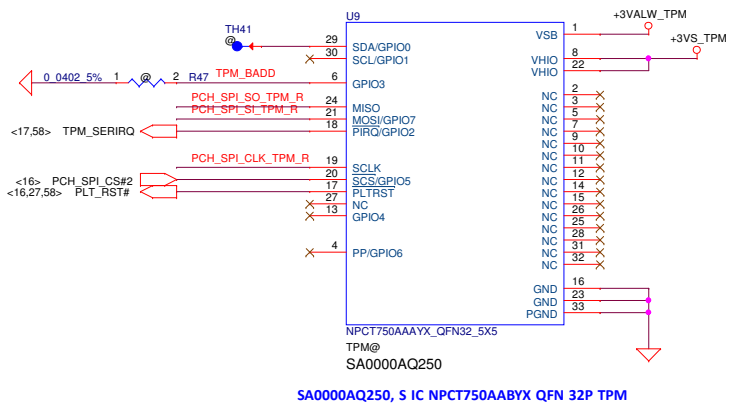 U9
+3VALW_TPM
+3VS_TPM
TH41
@
29 SDA/GPIO0
30 SCL/GPIO1
0_0402_5% 1 @ 2 R47 TPM_BADD
6 GPIO3
PCH_SPI_SO_TPM_R 24 MISO
PCH_SPI_SI_TPM_R 21 MOSI/GPIO7
<17,58> TPM_SERIRQ 18 PIRQ/GPIO2
PCH_SPI_CLK_TPM_R 19 SCLK
<16> PCH_SPI_CS#2 20 SCS/GPIO5
<16,27,58> PLT_RST# 17 PLTRST
27 NC
13 GPIO4
4 PP/GPIO6
VSB 1
VHIO 8
VHIO 22
NC 2
NC 3
NC 5
NC 7
NC 9
NC 10
NC 11
NC 12
NC 14
NC 15
NC 26
NC 25
NC 28
NC 31
NC 32
GND 16
GND 23
PGND 33
NPCT750AAAYX_QFN32_5X5
TPM@
SA0000AQ250
SA0000AQ250, S IC NPCT750AABYX QFN 32P TPM